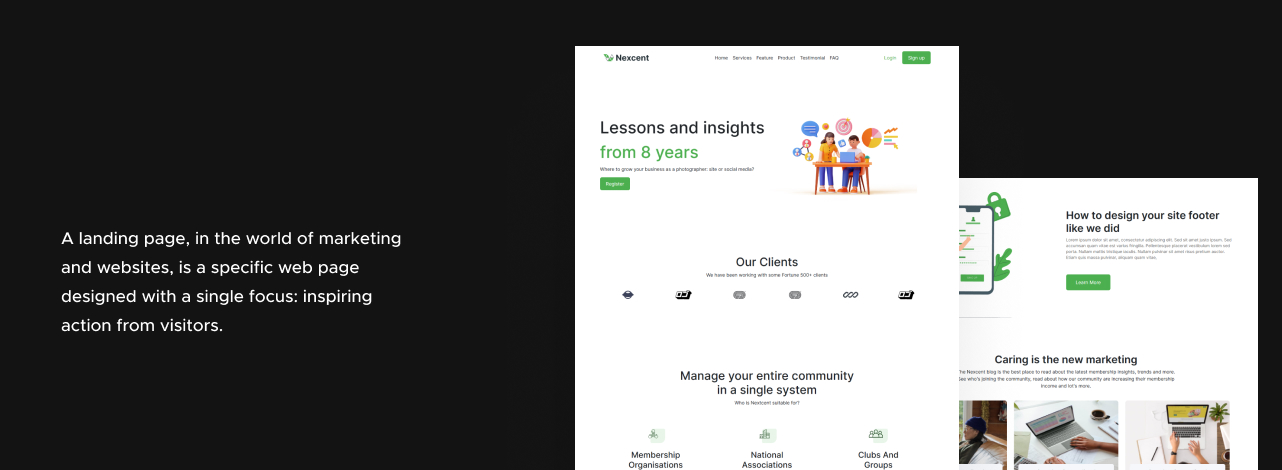 A landing page, in the world of marketing
and websites, is a specific web page
designed with a single focus: inspiring
action from visitors.
Nexcent
Home Services Feature Product Testimonial FAQ
Login Sign up
Lessons and insights
from 8 years
Where to grow your business as a photographer: site or social media?
Register
Our Clients
We have been working with some Fortune 500+ clients
Manage your entire community
in a single system
Who is Nextcent suitable for?
Membership
Organisations
National
Associations
Clubs And
Groups
How to design your site footer
like we did
Lorem ipsum dolor sit amet, consectetur adipiscing elit. Sed sit amet justo ipsum. Sed
accumsan quam vitae est varius fringilla. Pellentesque placerat vestibulum lorem sed
porta. Nullam mattis tristique iaculis. Nullam pulvinar sit amet risus pretium auctor.
Etiam quis massa pulvinar, aliquam quam vitae.
Learn More
Caring is the new marketing
The Nexcent blog is the best place to read about the latest membership insights, trends and more.
See who's joining the community, read about how our community are increasing their membership
income and lot's more.